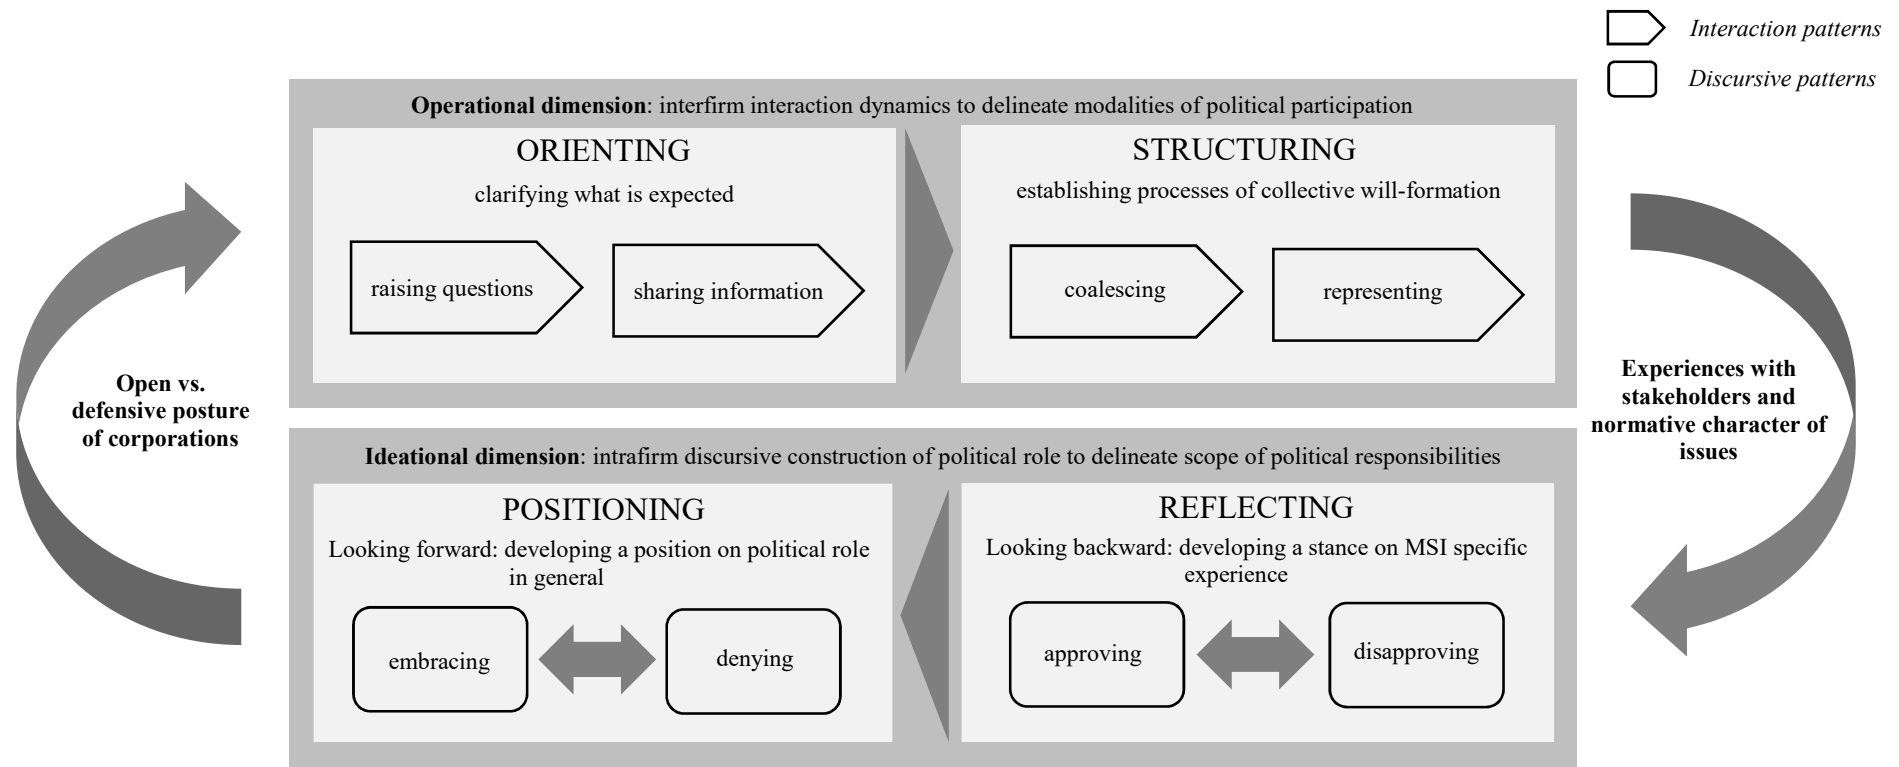 Interaction patterns
Discursive patterns
Operational dimension: interfirm interaction dynamics to delineate modalities of political participation
ORIENTING
clarifying what is expected
raising questions
sharing information
STRUCTURING
establishing processes of collective will-formation
coalescing
representing
Open vs.
defensive posture
of corporations
Experiences with
stakeholders and
normative character of
issues
Ideational dimension: intrafirm discursive construction of political role to delineate scope of political responsibilities
POSITIONING
Looking forward: developing a position on political role
in general
embracing
denying
REFLECTING
Looking backward: developing a stance on MSI specific
experience
approving
disapproving